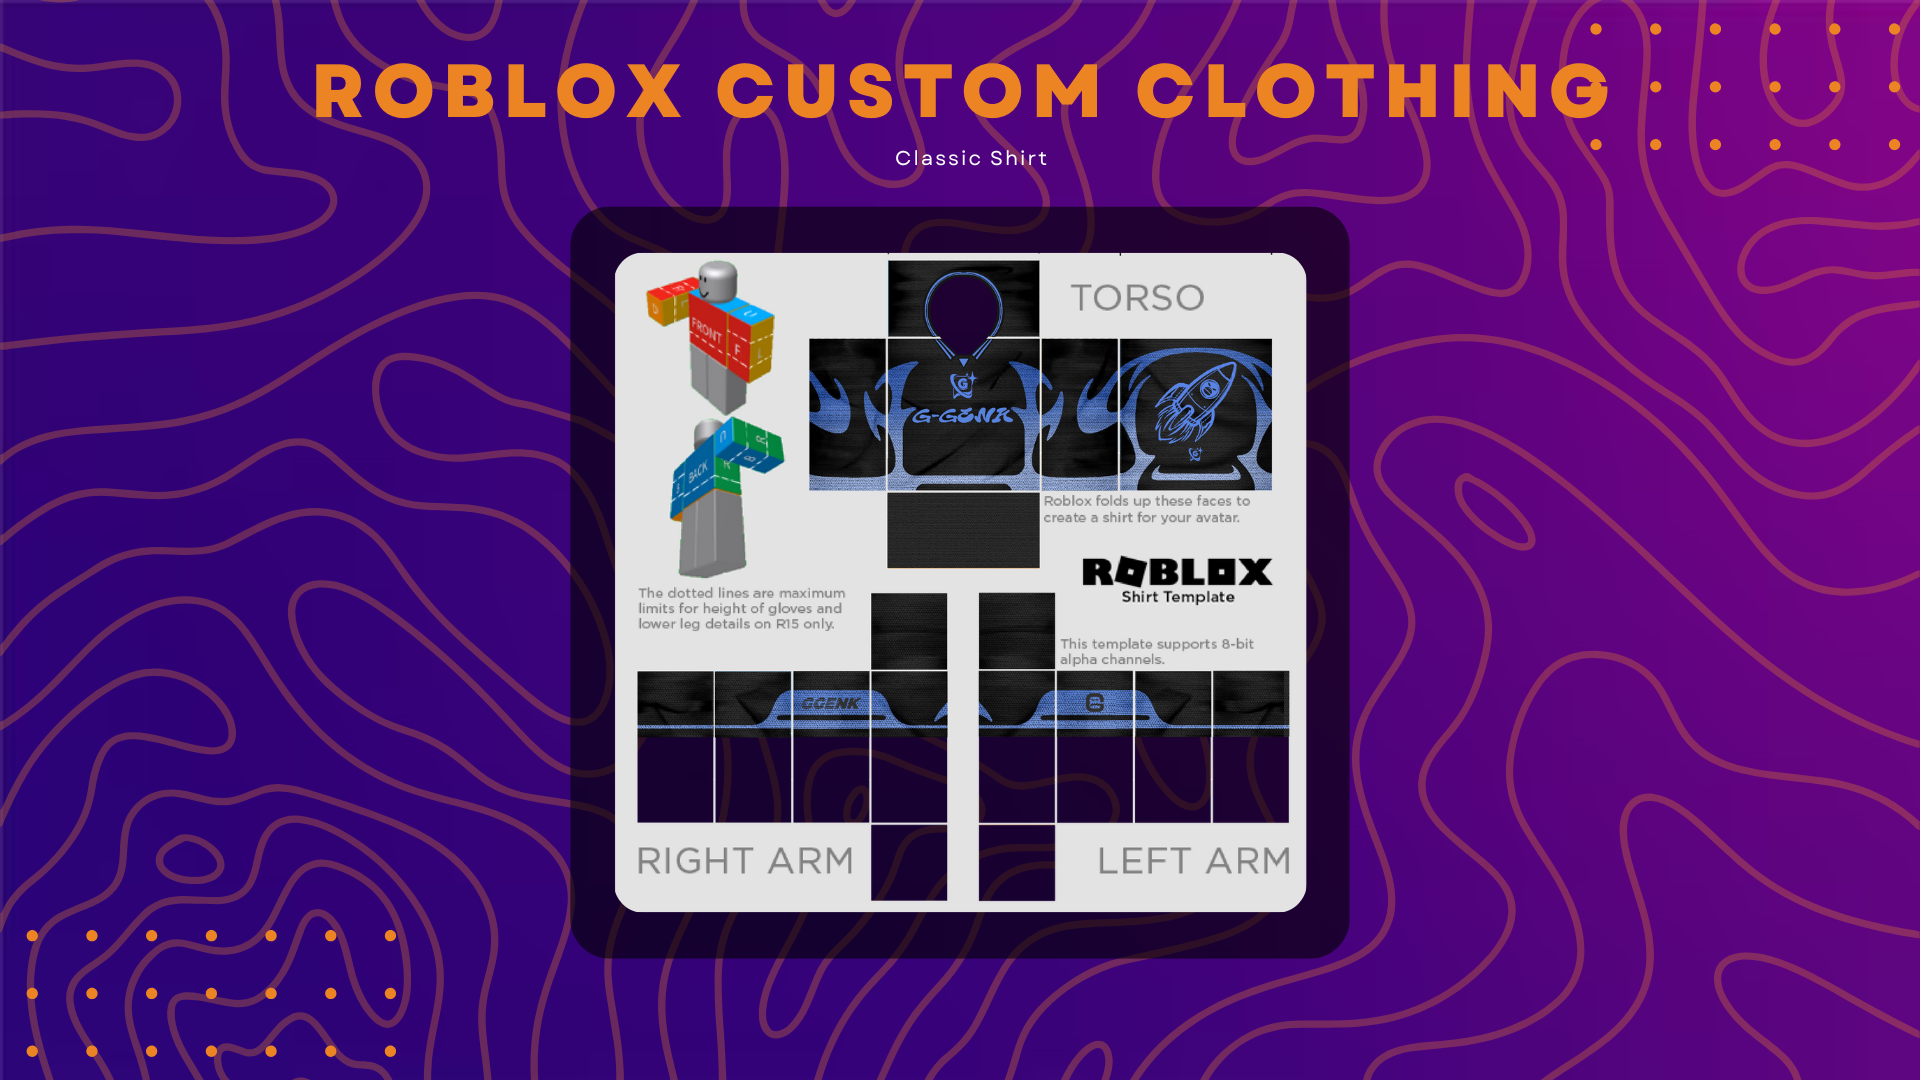 ROBLOX CUSTOM CLOTHING
Classic Shirt
TORSO
FRONT
F
L
U
R
D
G
G-GENK
BACK
Roblox folds up these faces to
create a shirt for your avatar.
ROBLOX
Shirt Template
The dotted lines are maximum
limits for height of gloves and
lower leg details on R15 only.
This template supports 8-bit
alpha channels.
GGENK
RIGHT ARM
LEFT ARM